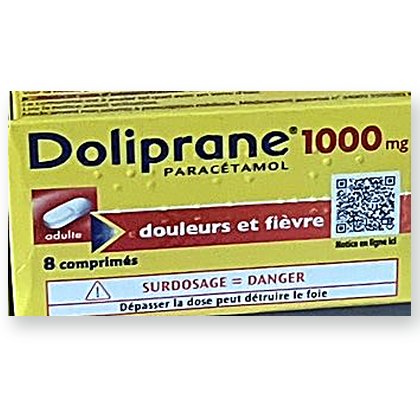 Doliprane® 1000 mg
PARACÉTAMOL
adulte
douleurs et fièvre
Notice en ligne ici
8 comprimés
SURDOSAGE = DANGER
Dépasser la dose peut détruire le foie